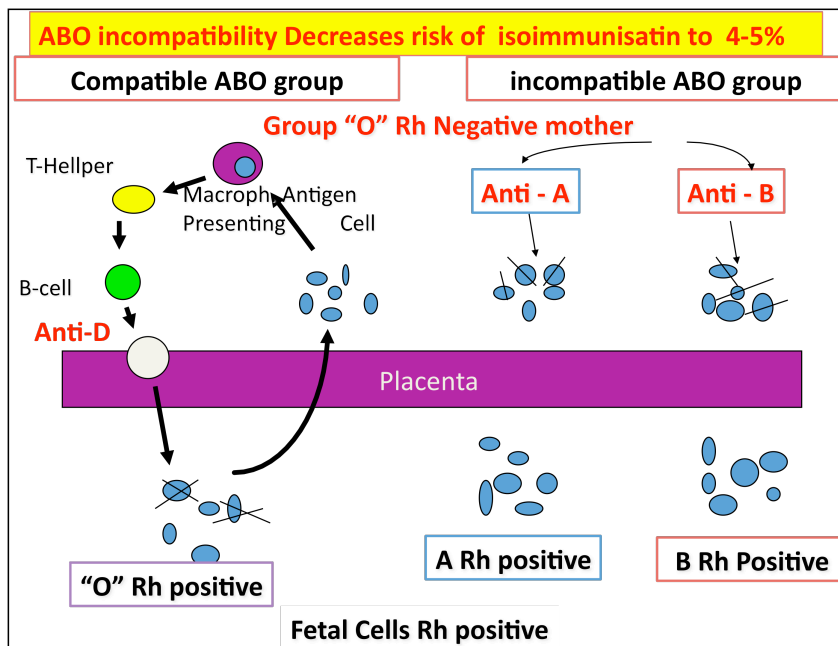 ABO incompatibility Decreases risk of isoimmunisatin to 4-5%
Compatible ABO group
incompatible ABO group
Group “O” Rh Negative mother
T-Hellper
Macroph. Antigen
Presenting Cell
Anti - A
Anti - B
B-cell
Anti-D
Placenta
“O” Rh positive
A Rh positive
B Rh Positive
Fetal Cells Rh positive